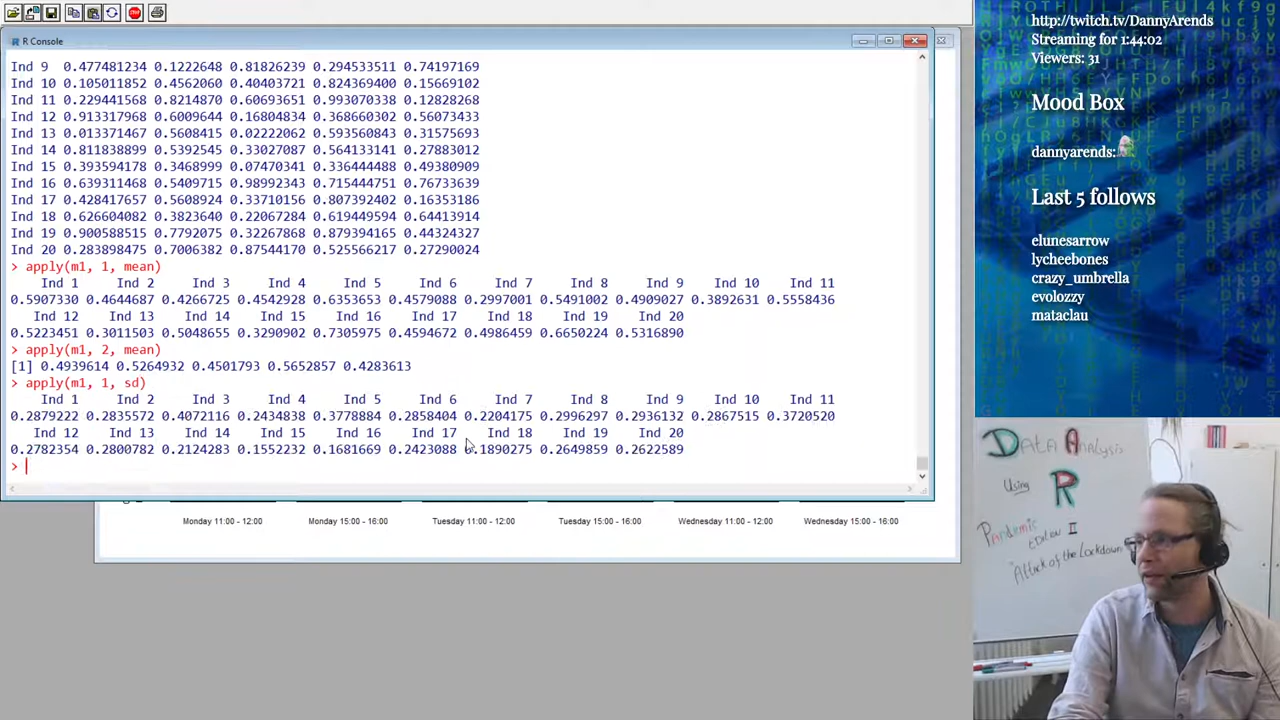 R Console
Ind 9 0.477481234 0.1222648 0.81826239 0.294533131 0.74197169
Ind 10 0.105011852 0.4562060 0.40403721 0.824369400 0.15669102
Ind 11 0.229441568 0.8214870 0.60693651 0.993070338 0.12828268
Ind 12 0.913317968 0.6009644 0.16804834 0.368660302 0.56073433
Ind 13 0.013371467 0.5608415 0.02222062 0.593560843 0.31575693
Ind 14 0.811838899 0.5392545 0.33027087 0.564133141 0.27883012
Ind 15 0.393594178 0.3468999 0.07470341 0.336444488 0.49380909
Ind 16 0.639311468 0.5409715 0.98992343 0.715444751 0.76733639
Ind 17 0.428417657 0.5608924 0.33710156 0.807392402 0.16353186
Ind 18 0.626604082 0.3823640 0.22067284 0.619449594 0.64413914
Ind 19 0.900588015 0.7792075 0.32267868 0.879394165 0.44324327
Ind 20 0.283898475 0.7006382 0.87544170 0.525566217 0.27290024
> apply(m1, 1, mean)
Ind 1 Ind 2 Ind 3 Ind 4 Ind 5 Ind 6 Ind 7 Ind 8 Ind 9 Ind 10 Ind 11
0.5907330 0.4644687 0.4266725 0.4542928 0.6353653 0.4579088 0.2997001 0.5491002 0.4909027 0.3892631 0.5558436
Ind 12 Ind 13 Ind 14 Ind 15 Ind 16 Ind 17 Ind 18 Ind 19 Ind 20
0.5223451 0.3011503 0.5048655 0.3290902 0.7305975 0.4594672 0.4986459 0.6650224 0.5316890
> apply(m1, 2, mean)
[1] 0.4939614 0.5264932 0.4501793 0.5652857 0.4283613
> apply(m1, 1, sd)
Ind 1 Ind 2 Ind 3 Ind 4 Ind 5 Ind 6 Ind 7 Ind 8 Ind 9 Ind 10 Ind 11
0.2879222 0.2835572 0.4072116 0.2434838 0.3778884 0.2858404 0.2204175 0.2996297 0.2936132 0.2867515 0.3720520
Ind 12 Ind 13 Ind 14 Ind 15 Ind 16 Ind 17 Ind 18 Ind 19 Ind 20
0.2782354 0.2800782 0.2124283 0.1552232 0.1681669 0.2423088 0.1890275 0.2649859 0.2622589
>
Monday 11:00 - 12:00 Monday 15:00 - 16:00 Tuesday 11:00 - 12:00 Tuesday 15:00 - 16:00 Wednesday 11:00 - 12:00 Wednesday 15:00 - 16:00
http://twitch.tv/DannyArends
Streaming for 1:44:02
Viewers: 31
Mood Box
dannyarends:
Last 5 follows
elunesarrow
lycheebones
crazy_umbrella
evolozzy
mataclau
Data Analysis
Using
R
Pandemic
Edition II
"Attack of the Lockdown